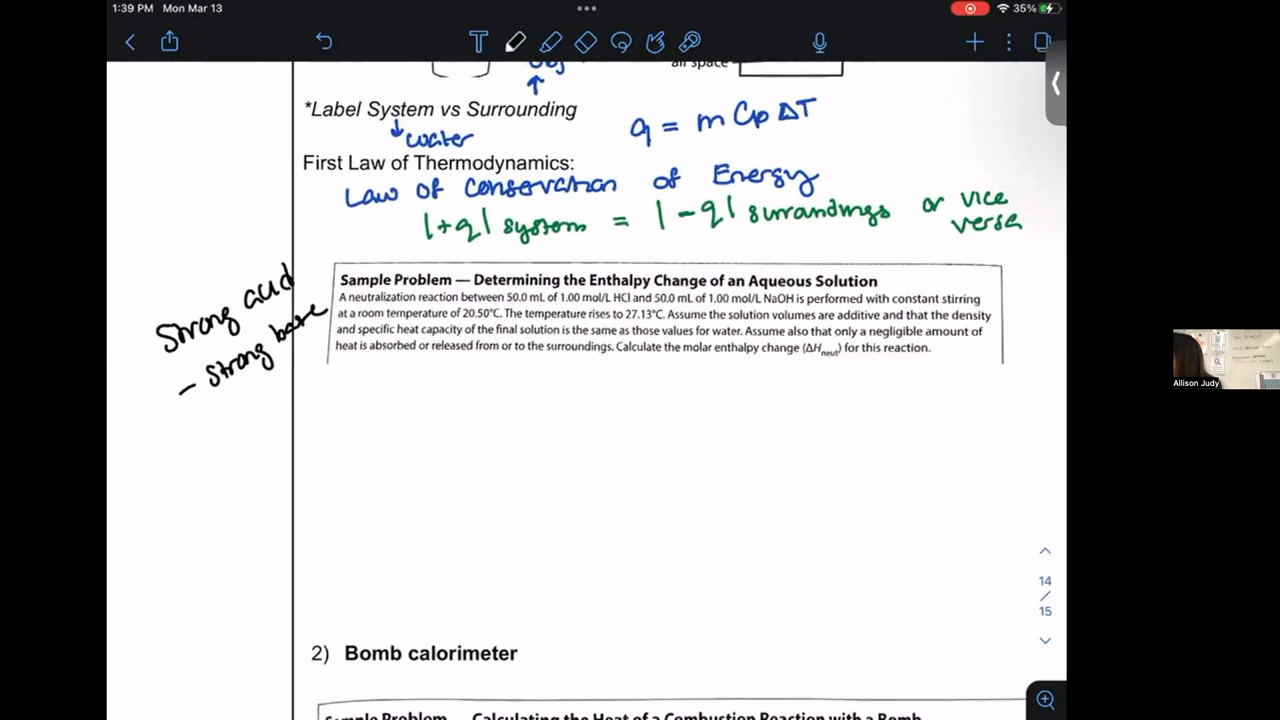 1:39 PM Mon Mar 13
35%
air space
*Label System vs Surrounding
water
q = m Cp ΔT
First Law of Thermodynamics:
Law of Conservation of Energy
|+q| system = |-q| surrandings or vice versa
Strong acid
- strong base
Sample Problem — Determining the Enthalpy Change of an Aqueous Solution
A neutralization reaction between 50.0 mL of 1.00 mol/L HCl and 50.0 mL of 1.00 mol/L NaOH is performed with constant stirring
at a room temperature of 20.50°C. The temperature rises to 27.13°C. Assume the solution volumes are additive and that the density
and specific heat capacity of the final solution is the same as those values for water. Assume also that only a negligible amount of
heat is absorbed or released from or to the surroundings. Calculate the molar enthalpy change (ΔHneut) for this reaction.
14
/
15
2) Bomb calorimeter
Sample Problem — Calculating the Heat of a Combustion Reaction with a Bomb
Allison Judy